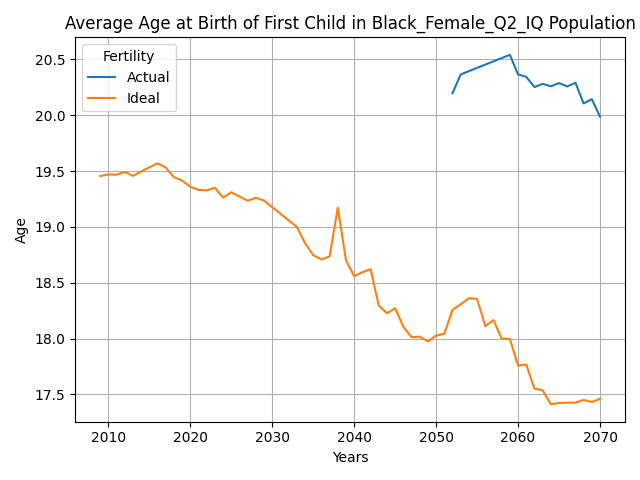 Average Age at Birth of First Child in Black_Female_Q2_IQ Population
Fertility
Actual
Ideal
20.5
20.0
19.5
19.0
18.5
18.0
17.5
Age
2010 2020 2030 2040 2050 2060 2070
Years